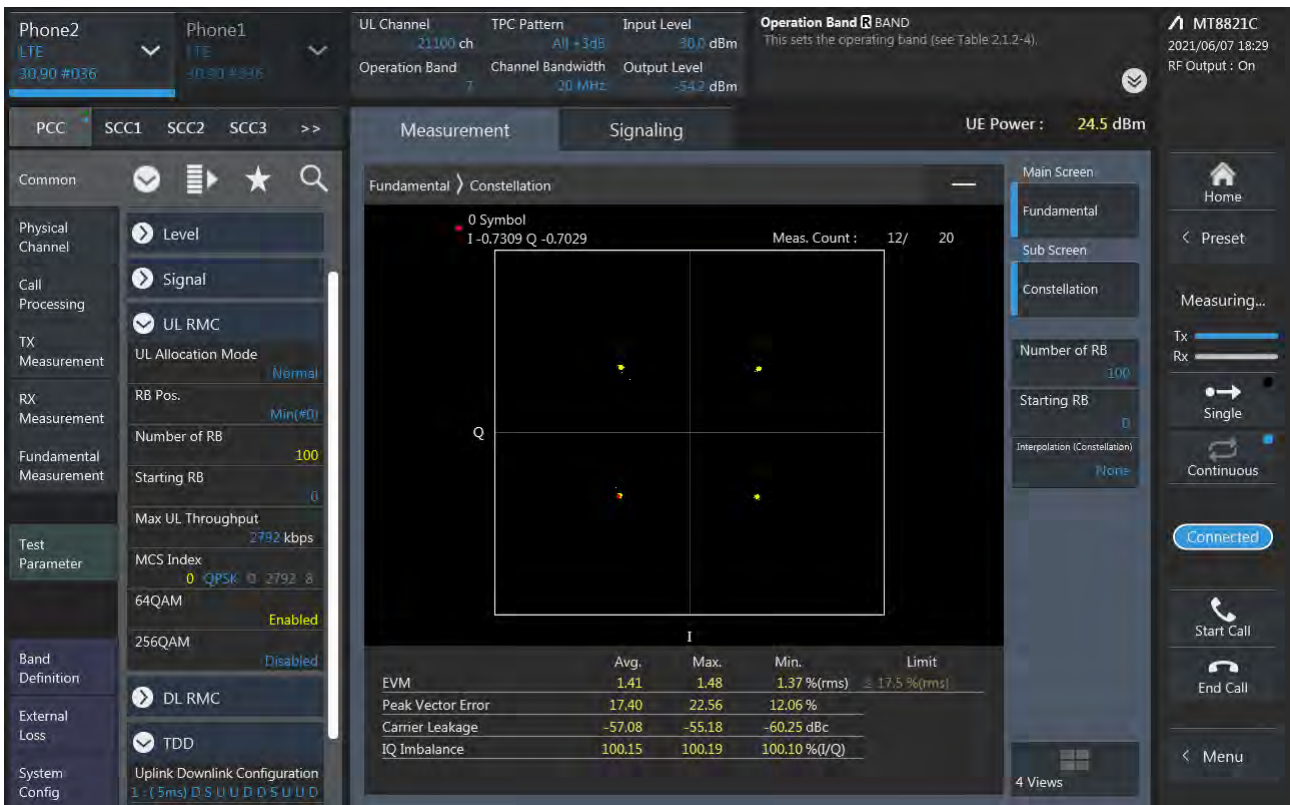 Phone2
LTE
30,90 #036
Phone1
LTE
30,90 #036
UL Channel
21100 ch
TPC Pattern
All +3dB
Input Level
30.0 dBm
Operation Band
7
Channel Bandwidth
20 MHz
Output Level
-54.2 dBm
Operation Band R BAND
This sets the operating band (see Table 2.1.2-4).
MT8821C
2021/06/07 18:29
RF Output : On
PCC SCC1 SCC2 SCC3 >>
Measurement
Signaling
UE Power : 24.5 dBm
Common
Physical
Channel
Call
Processing
TX
Measurement
RX
Measurement
Fundamental
Measurement
Test
Parameter
Band
Definition
External
Loss
System
Config
Level
Signal
UL RMC
UL Allocation Mode
Normal
RB Pos.
Min(#0)
Number of RB
100
Starting RB
0
Max UL Throughput
2792 kbps
MCS Index
0 QPSK 0 2792 8
64QAM
Enabled
256QAM
Disabled
DL RMC
TDD
Uplink Downlink Configuration
1 : ( 5ms) D S U U D D S U U D
Fundamental 〉 Constellation
0 Symbol
I -0.7309 Q -0.7029
Meas. Count : 12/ 20
Q
I
Avg. Max. Min. Limit
EVM 1.41 1.48 1.37 %(rms) ≤ 17.5 %(rms)
Peak Vector Error 17.40 22.56 12.06 %
Carrier Leakage -57.08 -55.18 -60.25 dBc
IQ Imbalance 100.15 100.19 100.10 %(I/Q)
Main Screen
Fundamental
Sub Screen
Constellation
Number of RB
100
Starting RB
0
Interpolation (Constellation)
None
4 Views
Home
< Preset
Measuring...
Tx
Rx
Single
Continuous
Connected
Start Call
End Call
< Menu